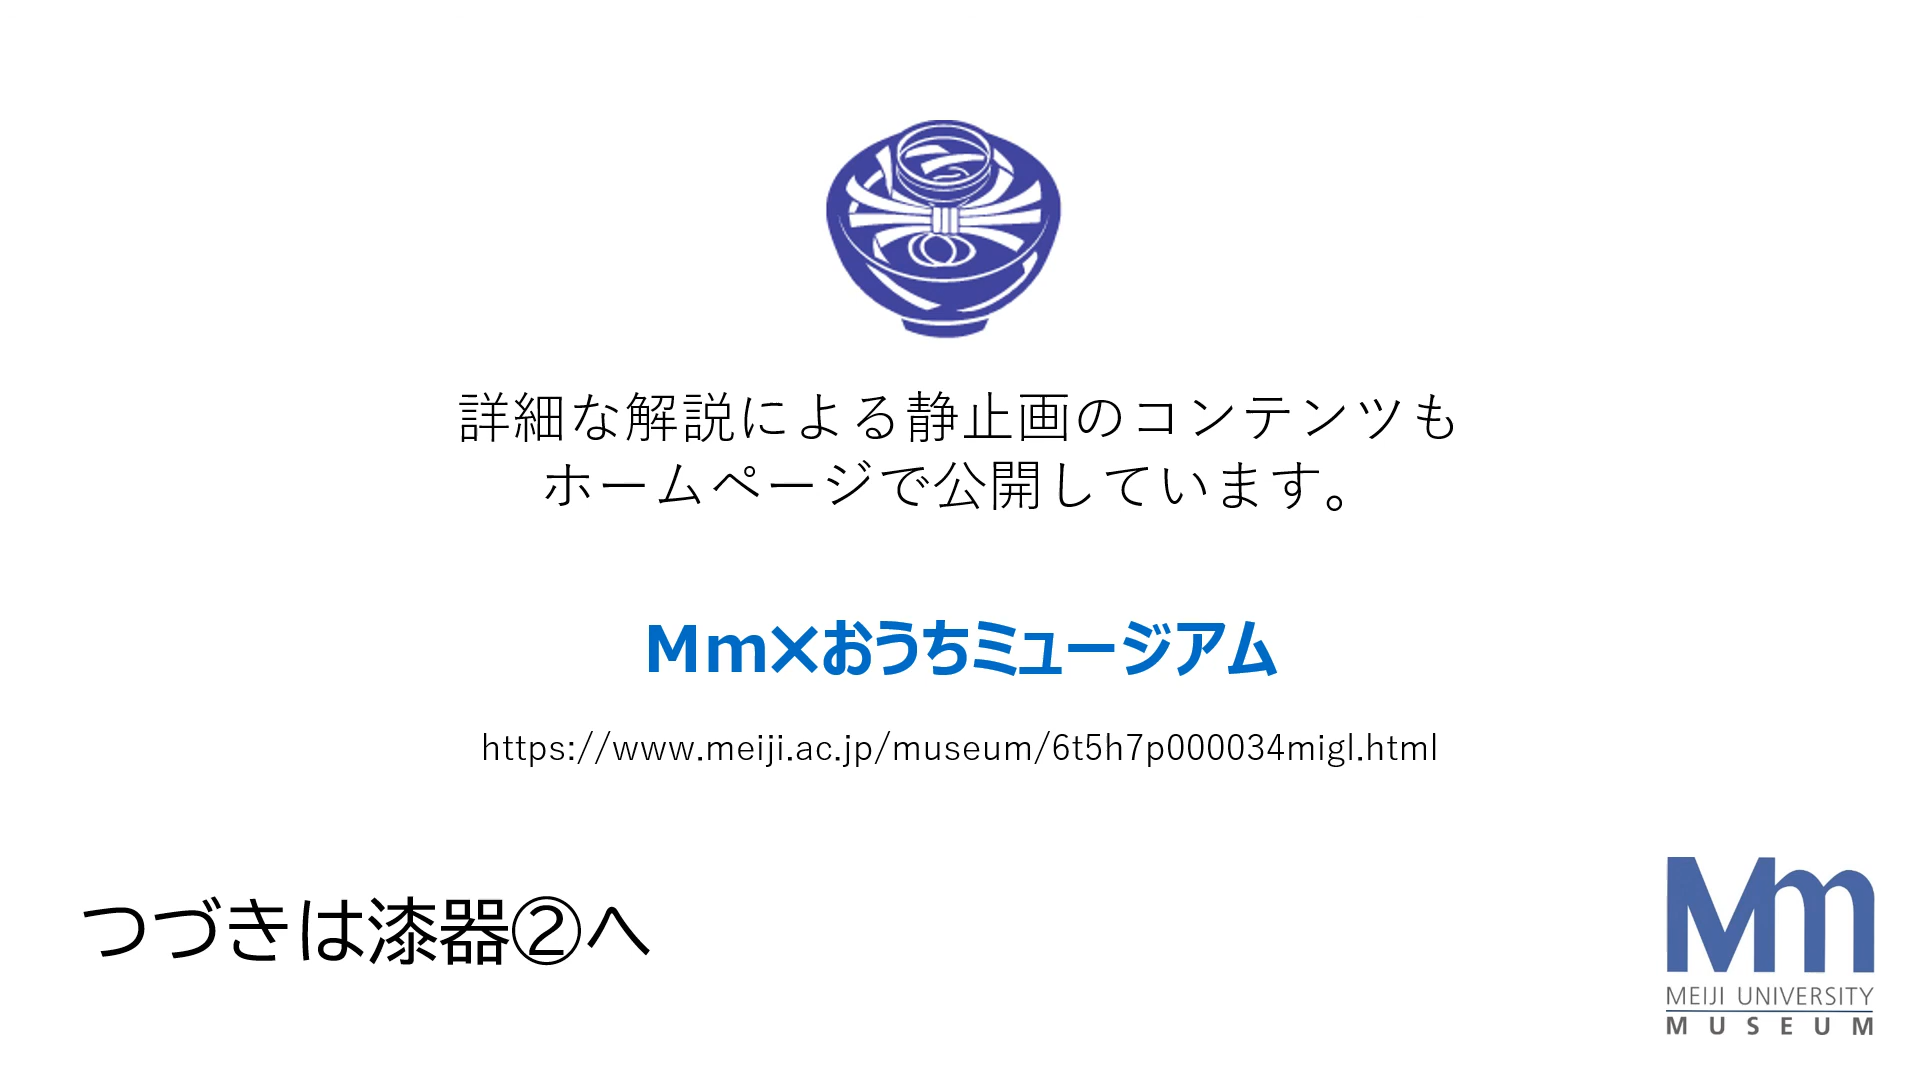 詳細な解説による静止画のコンテンツも
ホームページで公開しています。
Mm×おうちミュージアム
https://www.meiji.ac.jp/museum/6t5h7p000034migl.html
つづきは漆器②へ
Mm
MEIJI UNIVERSITY
MUSEUM